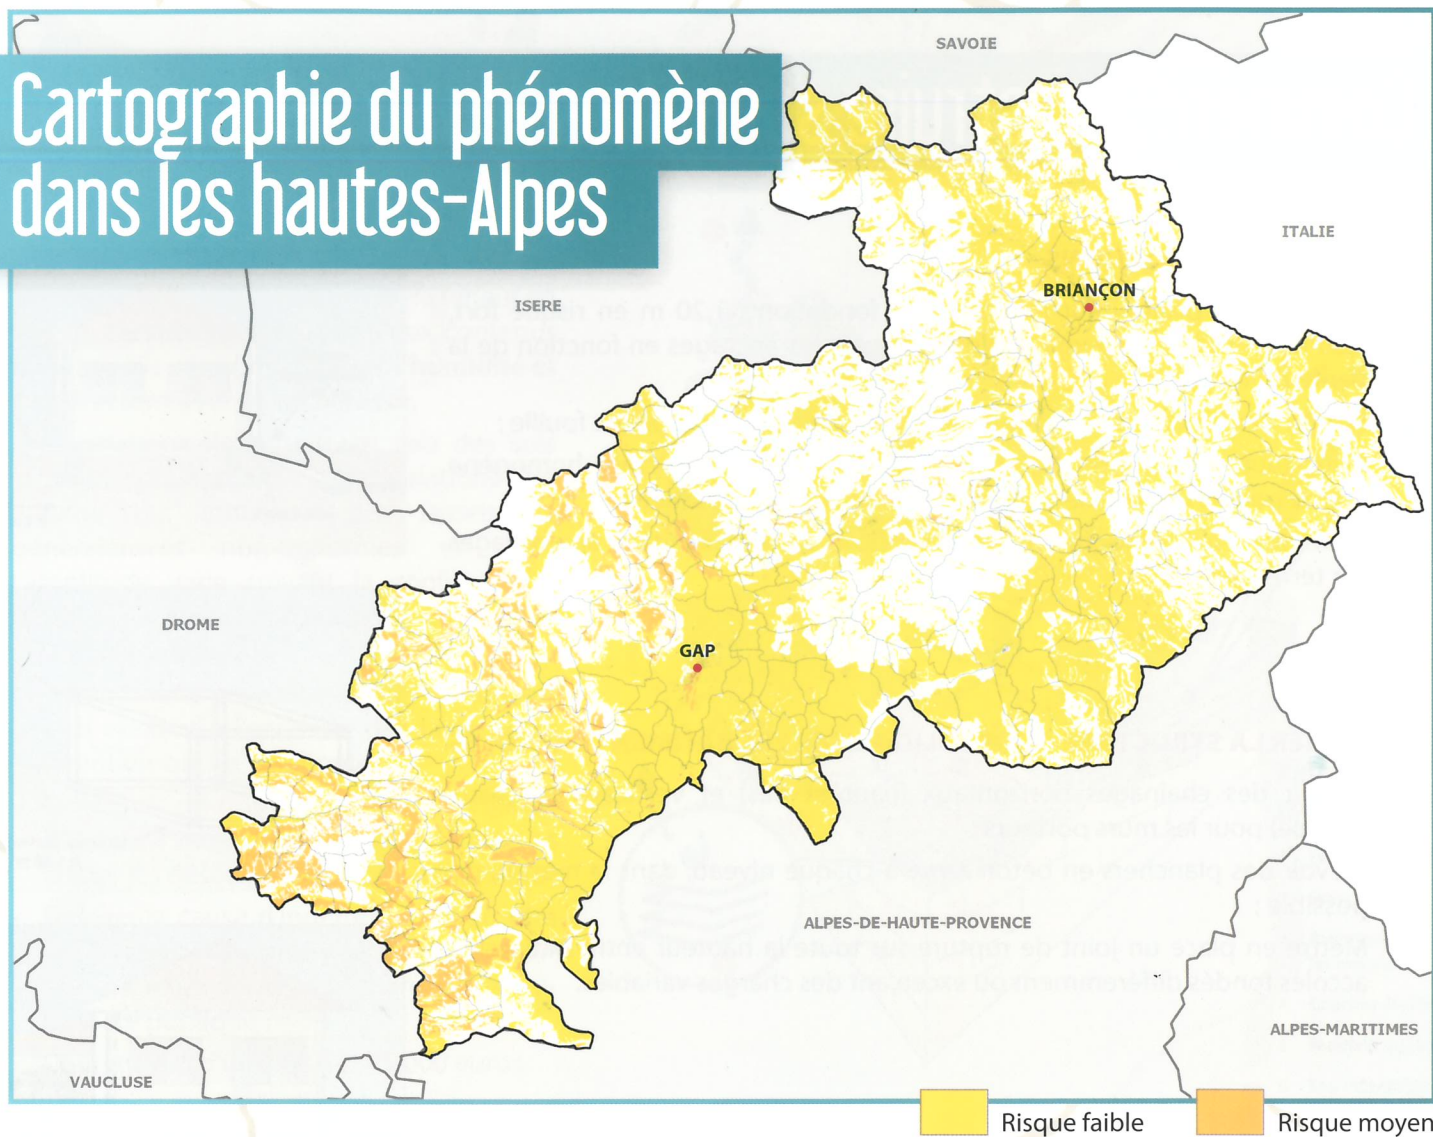 Cartographie du phénomène
dans les hautes-Alpes
SAVOIE
ITALIE
BRIANÇON
ISERE
DROME
GAP
ALPES-DE-HAUTE-PROVENCE
ALPES-MARITIMES
VAUCLUSE
Risque faible
Risque moyen